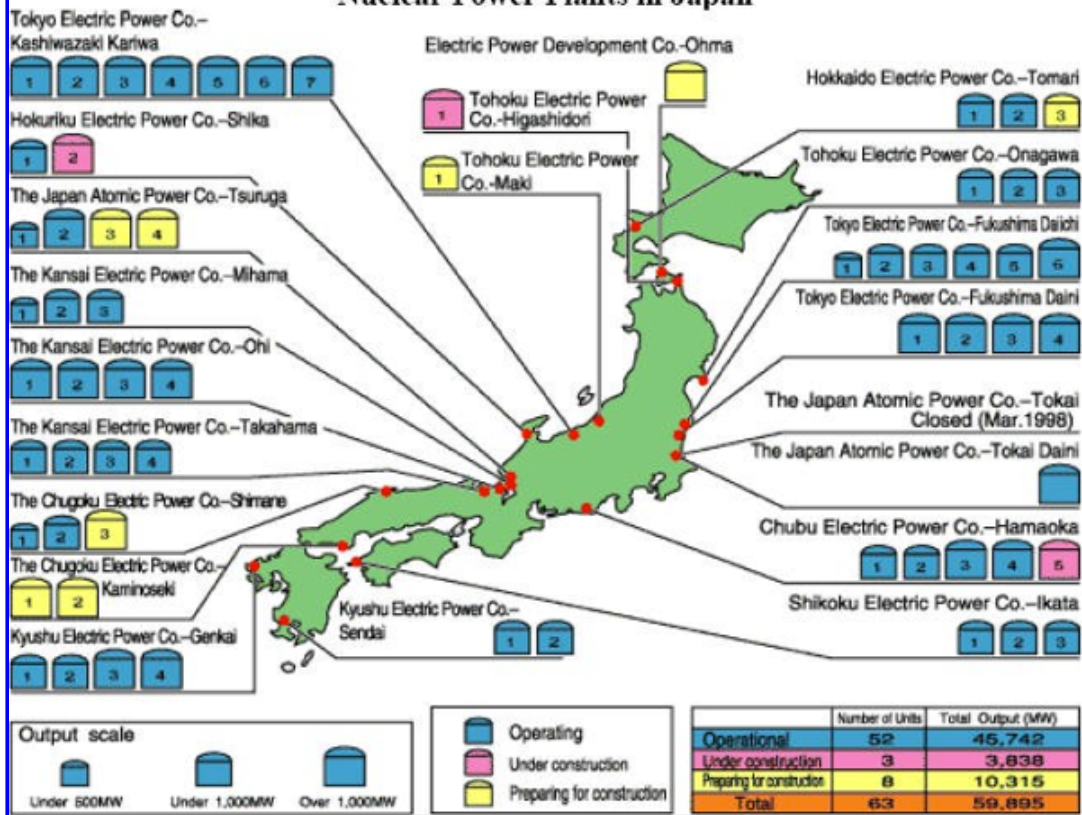 Nuclear Power Plants in Japan
Tokyo Electric Power Co.–
Kashiwazaki Kariwa
1 2 3 4 5 6 7
Hokuriku Electric Power Co.–Shika
1 2
The Japan Atomic Power Co.–Tsuruga
1 2 3 4
The Kansai Electric Power Co.–Mihama
1 2 3
The Kansai Electric Power Co.–Ohi
1 2 3 4
The Kansai Electric Power Co.–Takahama
1 2 3 4
The Chugoku Electric Power Co.–Shimane
1 2 3
The Chugoku Electric Power Co.–
Kaminoseki
1 2
Kyushu Electric Power Co.–Genkai
1 2 3 4
Electric Power Development Co.-Ohma
1 Tohoku Electric Power
Co.-Higashidori
1 Tohoku Electric Power
Co.-Maki
Kyushu Electric Power Co.–
Sendai
1 2
Hokkaido Electric Power Co.–Tomari
1 2 3
Tohoku Electric Power Co.–Onagawa
1 2 3
Tokyo Electric Power Co.–Fukushima Daiichi
1 2 3 4 5 6
Tokyo Electric Power Co.–Fukushima Daini
1 2 3 4
The Japan Atomic Power Co.–Tokai
Closed (Mar.1998)
The Japan Atomic Power Co.–Tokai Daini
Chubu Electric Power Co.–Hamaoka
1 2 3 4 5
Shikoku Electric Power Co.–Ikata
1 2 3
Output scale
Under 500MW Under 1,000MW Over 1,000MW
Operating
Under construction
Preparing for construction
Number of Units Total Output (MW)
Operational 52 45,742
Under construction 3 3,838
Preparing for construction 8 10,315
Total 63 59,895